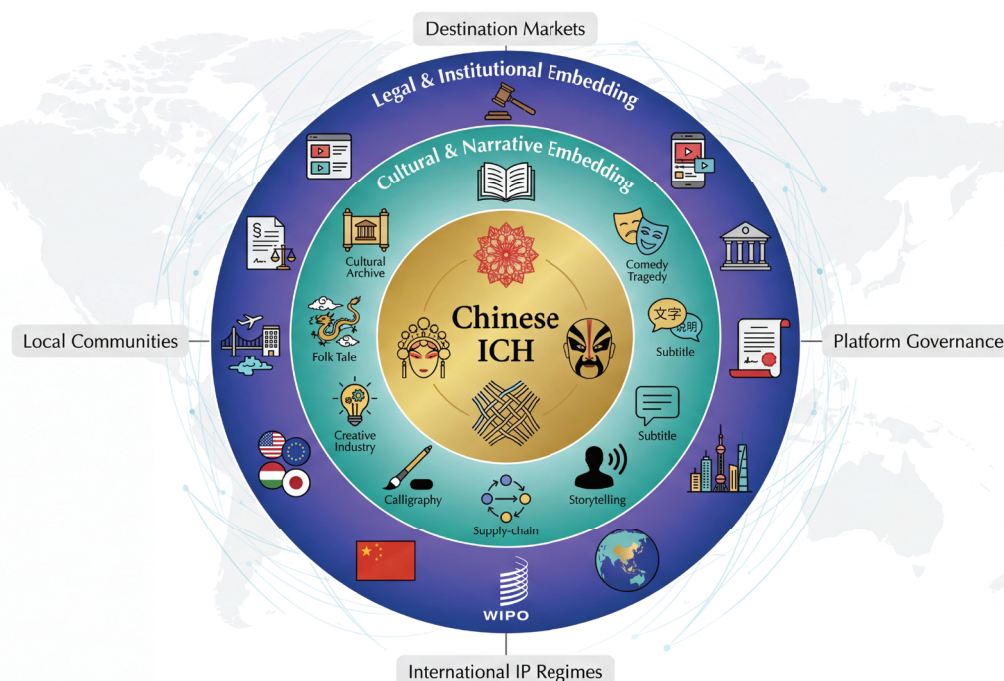 Destination Markets
Legal & Institutional Embedding
Cultural & Narrative Embedding
§
Cultural
Archive
Comedy
Tragedy
Chinese
ICH
文字
说明
Folk Tale
Subtitle
Local Communities
Platform Governance
Creative
Industry
Subtitle
Calligraphy
Storytelling
Supply-chain
WIPO
International IP Regimes